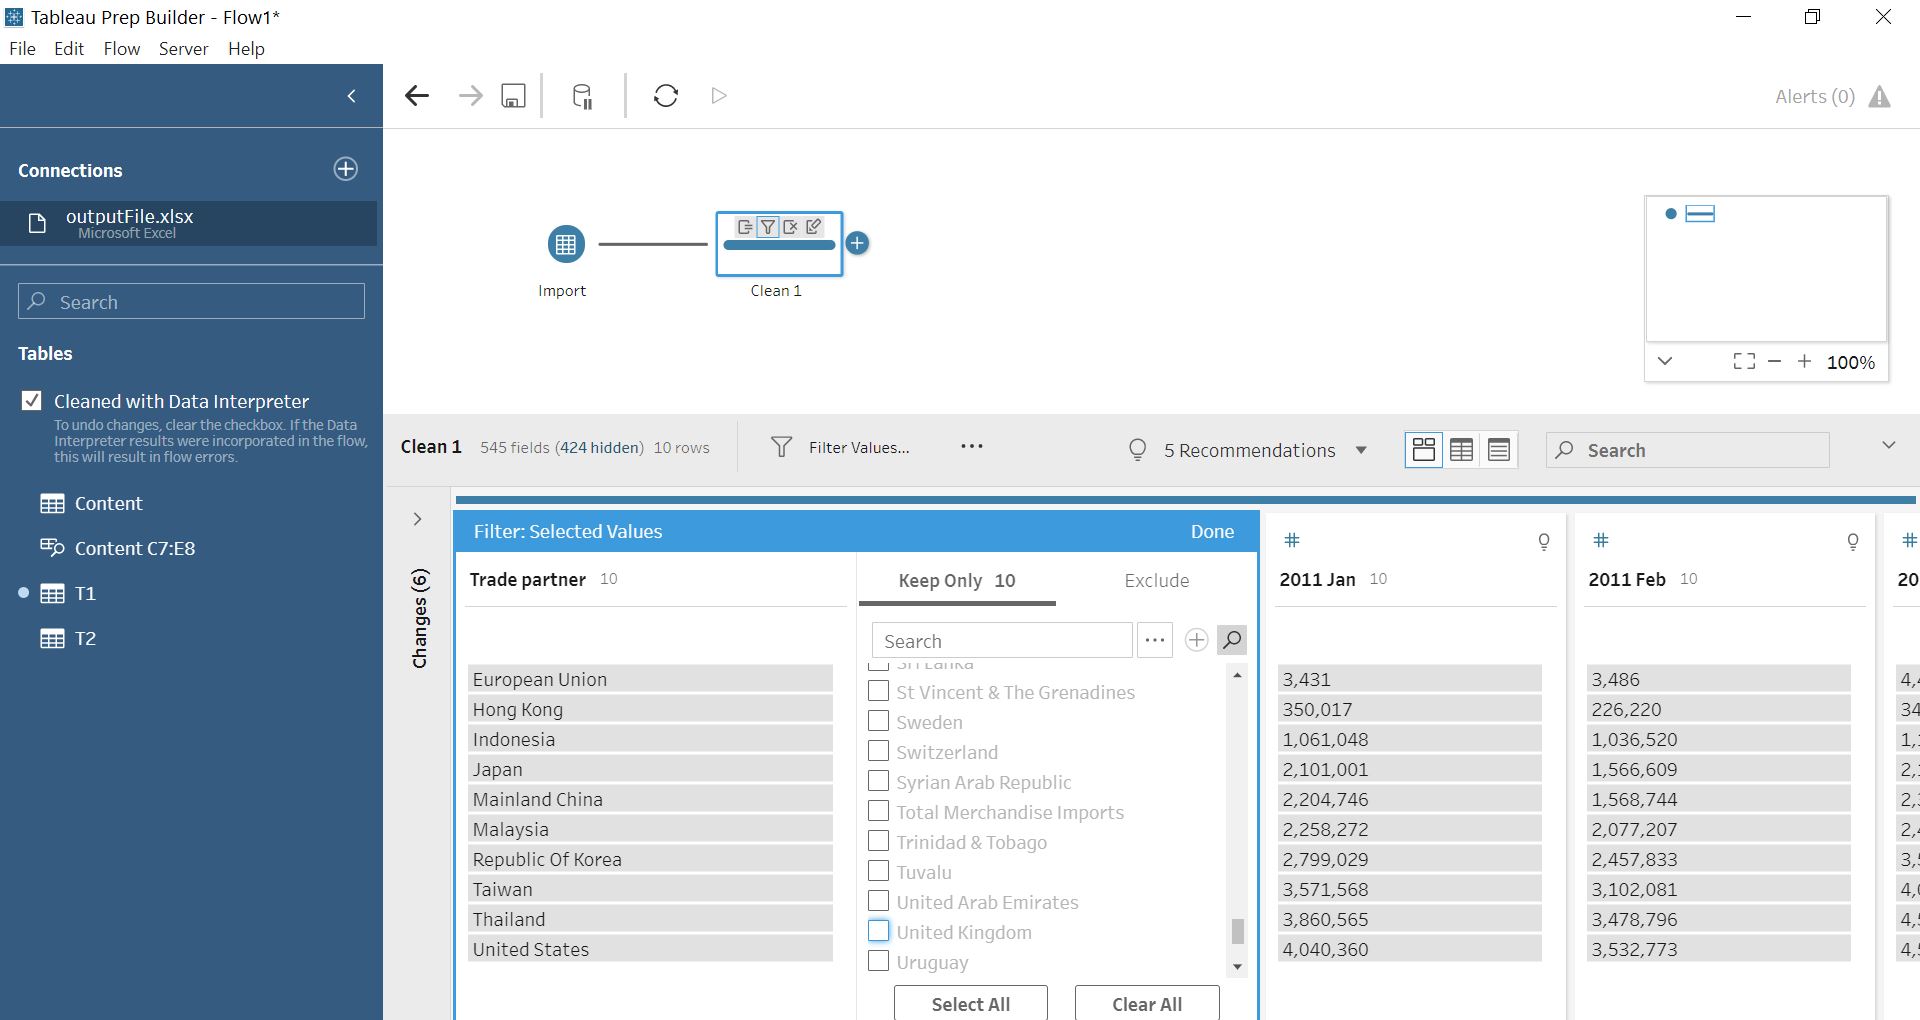 Tableau Prep Builder - Flow1*
File Edit Flow Server Help
Alerts (0)
Connections
outputFile.xlsx
Microsoft Excel
Search
Tables
Cleaned with Data Interpreter
To undo changes, clear the checkbox. If the Data
Interpreter results were incorporated in the flow,
this will result in flow errors.
Content
Content C7:E8
T1
T2
Import
Clean 1
100%
Clean 1 545 fields (424 hidden) 10 rows
Filter Values...
5 Recommendations
Search
Changes (6)
Filter: Selected Values Done
Trade partner 10
European Union
Hong Kong
Indonesia
Japan
Mainland China
Malaysia
Republic Of Korea
Taiwan
Thailand
United States
Keep Only 10 Exclude
Search
Sri Lanka
St Vincent & The Grenadines
Sweden
Switzerland
Syrian Arab Republic
Total Merchandise Imports
Trinidad & Tobago
Tuvalu
United Arab Emirates
United Kingdom
Uruguay
Select All Clear All
#
2011 Jan 10
3,431
350,017
1,061,048
2,101,001
2,204,746
2,258,272
2,799,029
3,571,568
3,860,565
4,040,360
#
2011 Feb 10
3,486
226,220
1,036,520
1,566,609
1,568,744
2,077,207
2,457,833
3,102,081
3,478,796
3,532,773
#
20